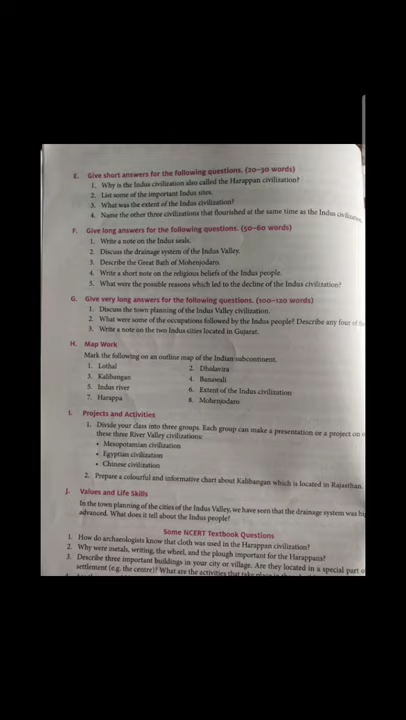 E. Give short answers for the following questions. (20–30 words)
1. Why is the Indus civilization also called the Harappan civilization?
2. List some of the important Indus sites.
3. What was the extent of the Indus civilization?
4. Name the other three civilizations that flourished at the same time as the Indus civilization.
F. Give long answers for the following questions. (50–60 words)
1. Write a note on the Indus seals.
2. Discuss the drainage system of the Indus Valley.
3. Describe the Great Bath of Mohenjodaro.
4. Write a short note on the religious beliefs of the Indus people.
5. What were the possible reasons which led to the decline of the Indus civilization?
G. Give very long answers for the following questions. (100–120 words)
1. Discuss the town planning of the Indus Valley civilization.
2. What were some of the occupations followed by the Indus people? Describe any four of
3. Write a note on the two Indus cities located in Gujarat.
H. Map Work
Mark the following on an outline map of the Indian subcontinent.
1. Lothal 2. Dholavira
3. Kalibangan 4. Banawali
5. Indus river 6. Extent of the Indus civilization
7. Harappa 8. Mohenjodaro
I. Projects and Activities
1. Divide your class into three groups. Each group can make a presentation or a project on
these three River Valley civilizations:
• Mesopotamian civilization
• Egyptian civilization
• Chinese civilization
2. Prepare a colourful and informative chart about Kalibangan which is located in Rajasthan.
J. Values and Life Skills
In the town planning of the cities of the Indus Valley, we have seen that the drainage system was
advanced. What does it tell about the Indus people?
Some NCERT Textbook Questions
1. How do archaeologists know that cloth was used in the Harappan civilization?
2. Why were metals, writing, the wheel, and the plough important for the Harappans?
3. Describe three important buildings in your city or village. Are they located in a special part
settlement (e.g. the centre)? What are the activities that take place in